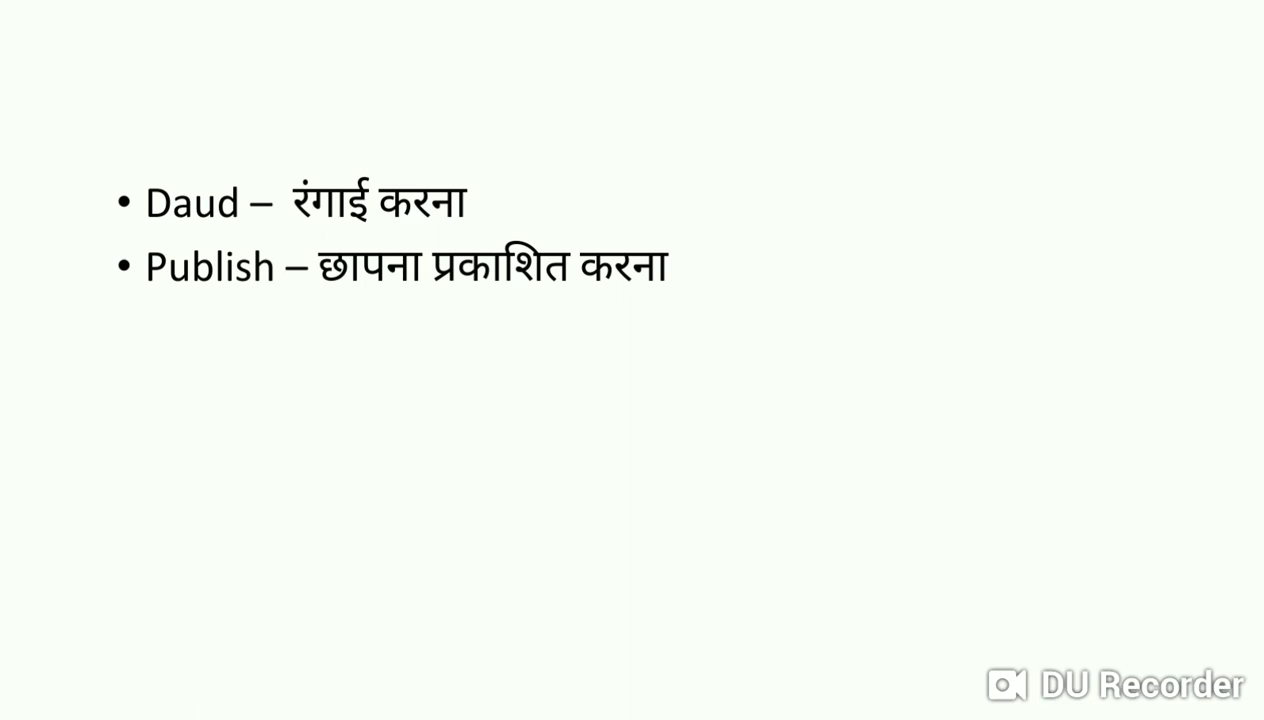 • Daud – रंगाई करना
• Publish – छापना प्रकाशित करना
DU Recorder